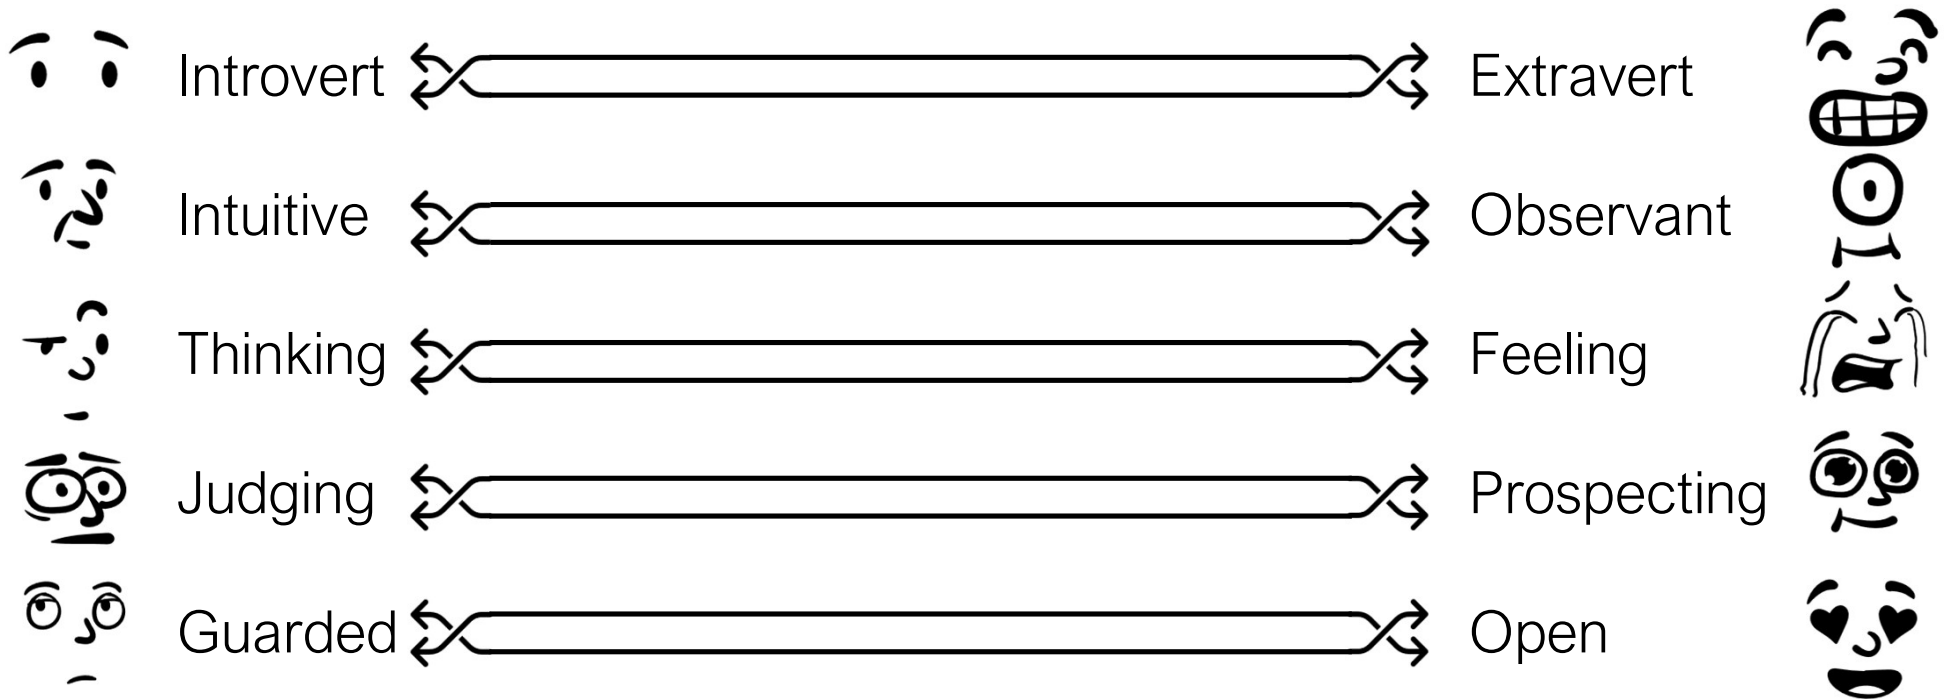 Introvert Extravert
Intuitive Observant
Thinking Feeling
Judging Prospecting
Guarded Open